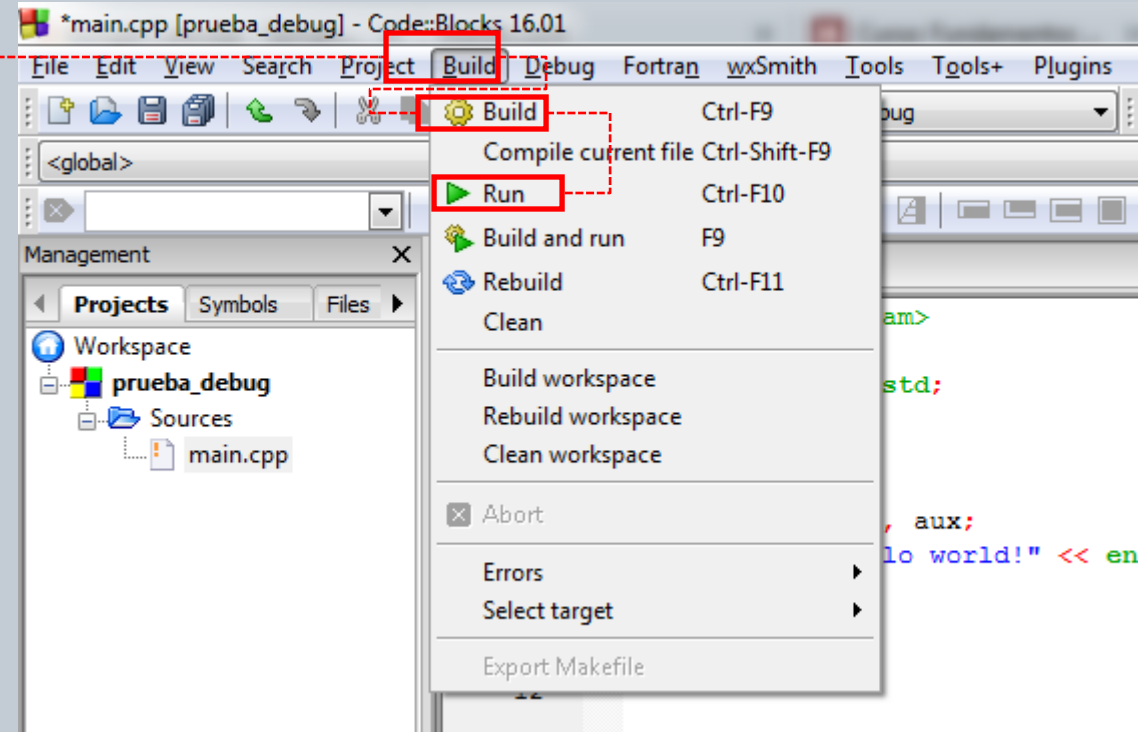 *main.cpp [prueba_debug] - Code::Blocks 16.01
File Edit View Search Project Build Debug Fortran wxSmith Tools Tools+ Plugins
Build Ctrl-F9
Compile current file Ctrl-Shift-F9
<global>
Run Ctrl-F10
Build and run F9
Management
Rebuild Ctrl-F11
Projects Symbols Files
Clean
am>
Workspace
Build workspace
prueba_debug
std;
Rebuild workspace
Sources
Clean workspace
main.cpp
Abort
, aux;
lo world!" << en
Errors
Select target
Export Makefile
12